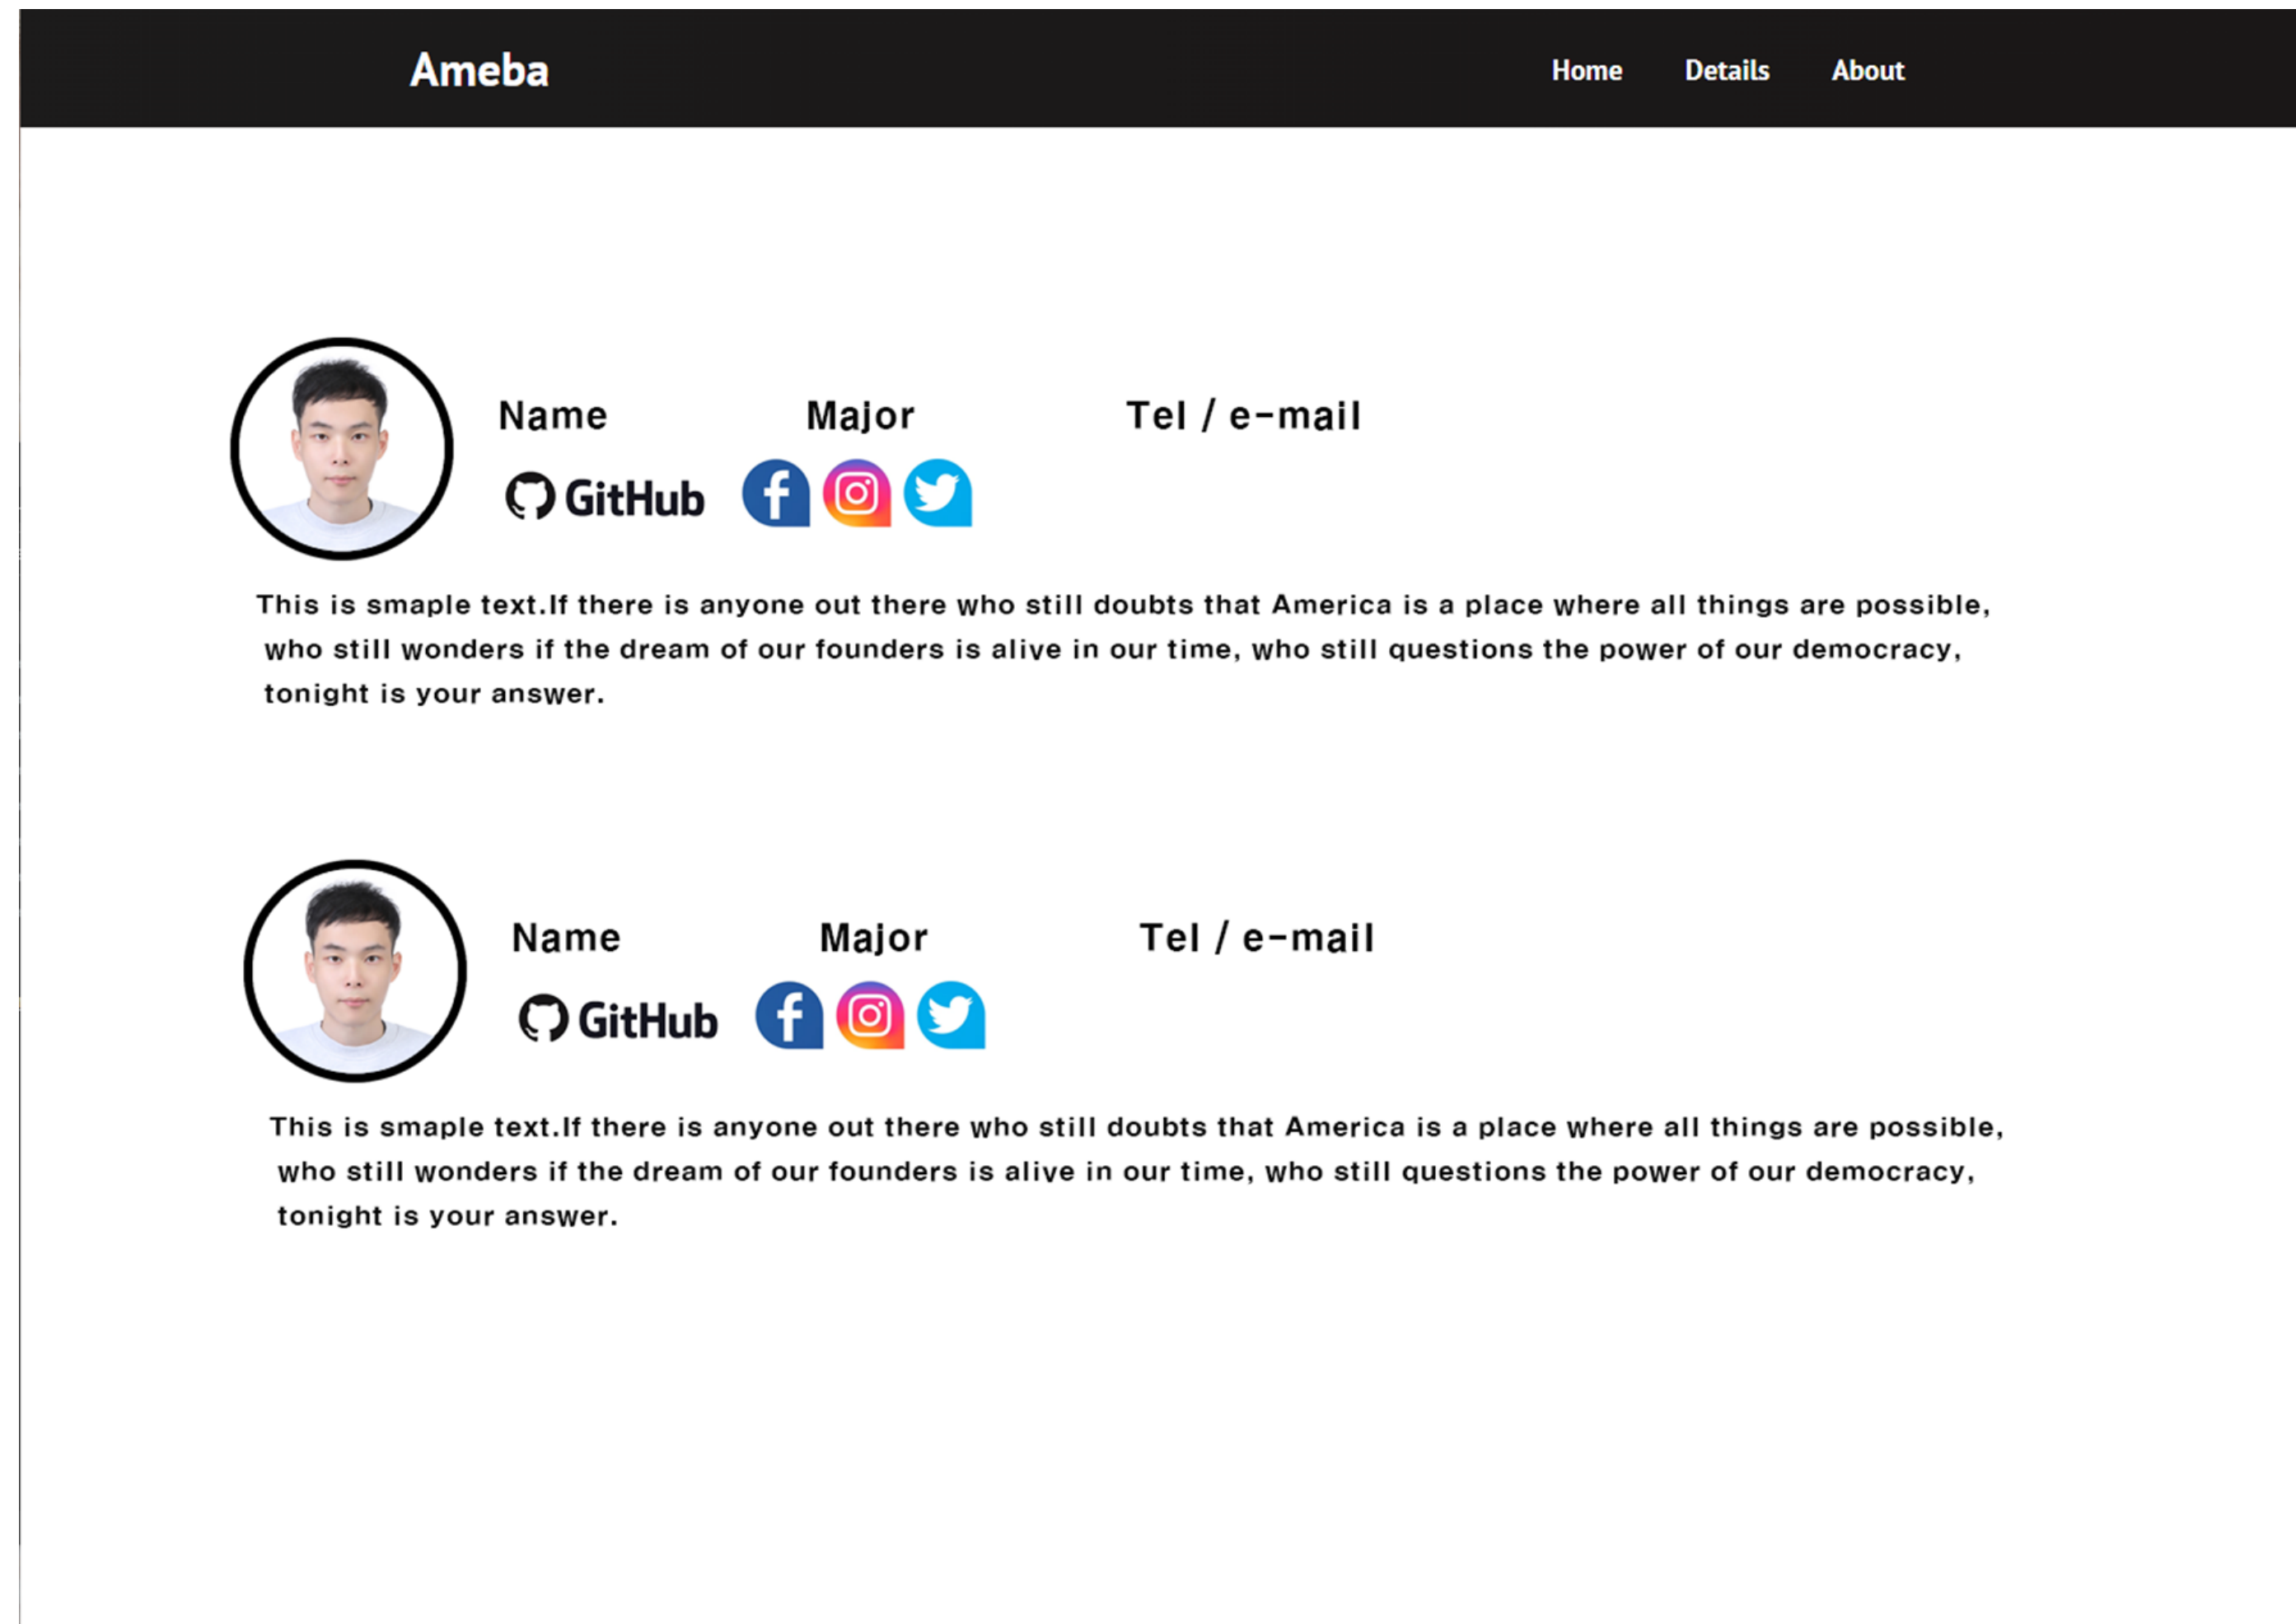 Ameba Home Details About
Name Major Tel / e-mail
GitHub
This is smaple text.If there is anyone out there who still doubts that America is a place where all things are possible,
who still wonders if the dream of our founders is alive in our time, who still questions the power of our democracy,
tonight is your answer.
Name Major Tel / e-mail
GitHub
This is smaple text.If there is anyone out there who still doubts that America is a place where all things are possible,
who still wonders if the dream of our founders is alive in our time, who still questions the power of our democracy,
tonight is your answer.